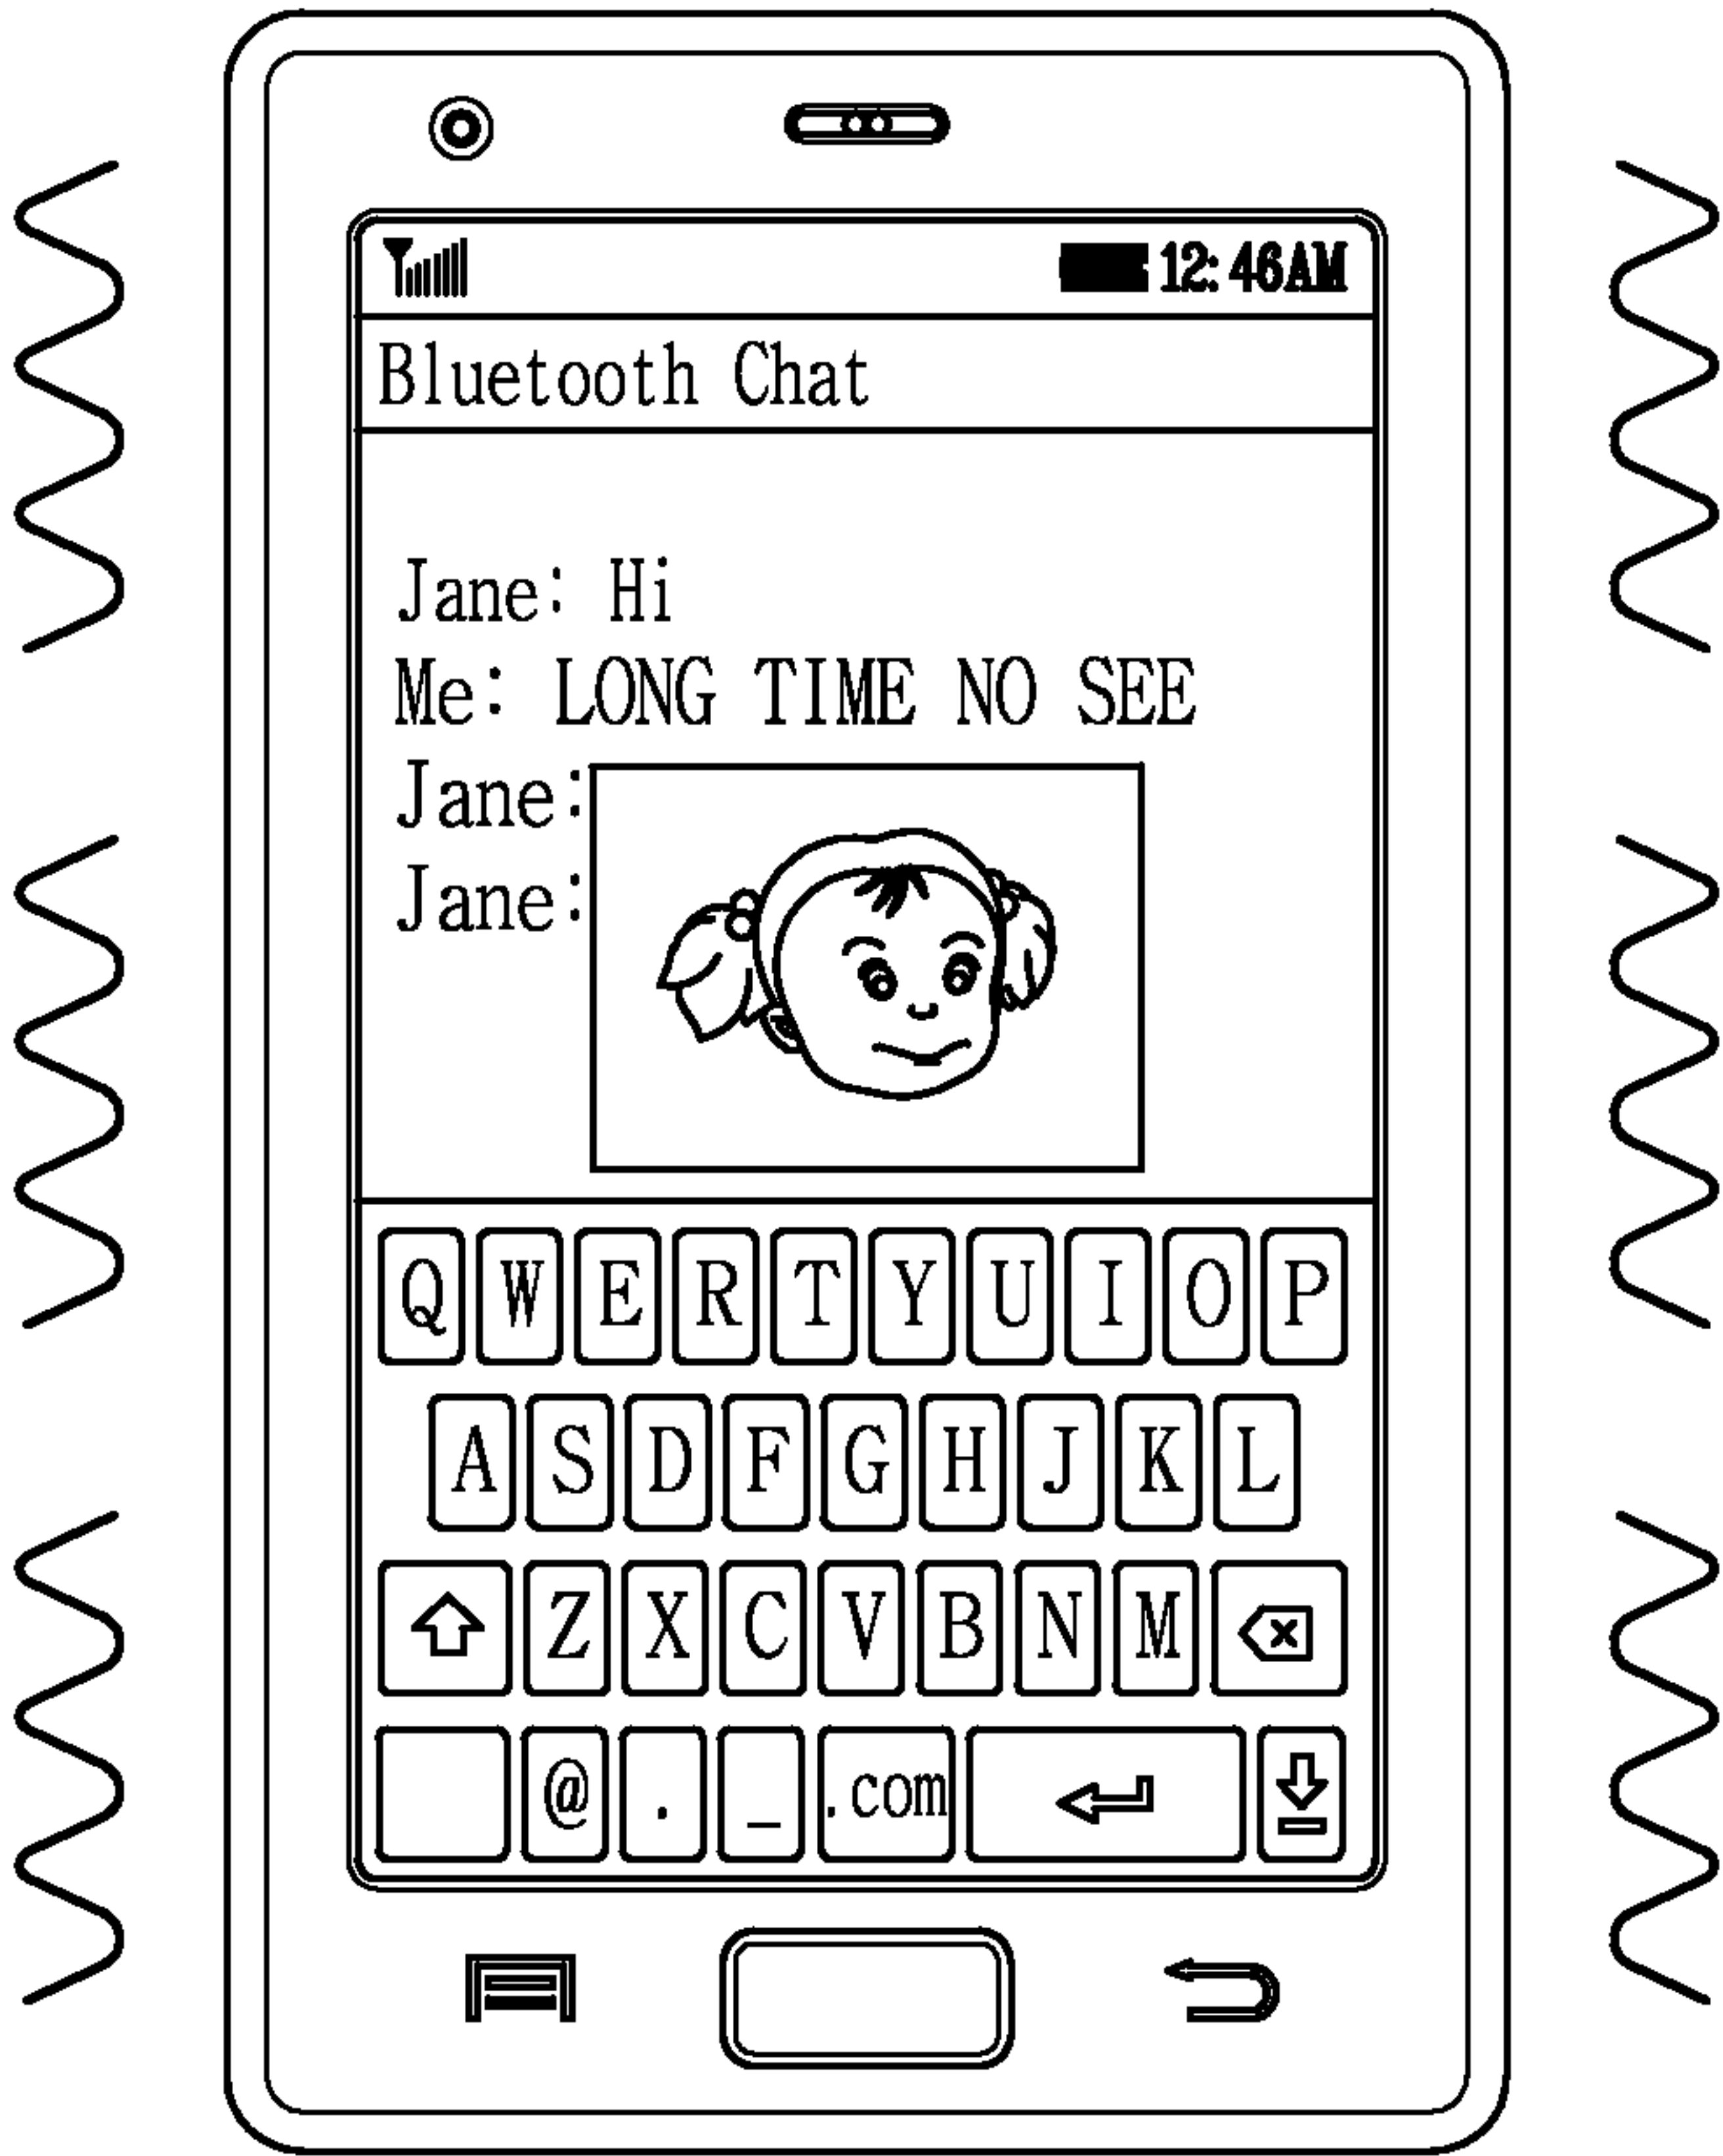 12:46AM
Bluetooth Chat
Jane: Hi
Me: LONG TIME NO SEE
Jane:
Jane:
Q W E R T Y U I O P
A S D F G H J K L
Z X C V B N M
@ . _ .com